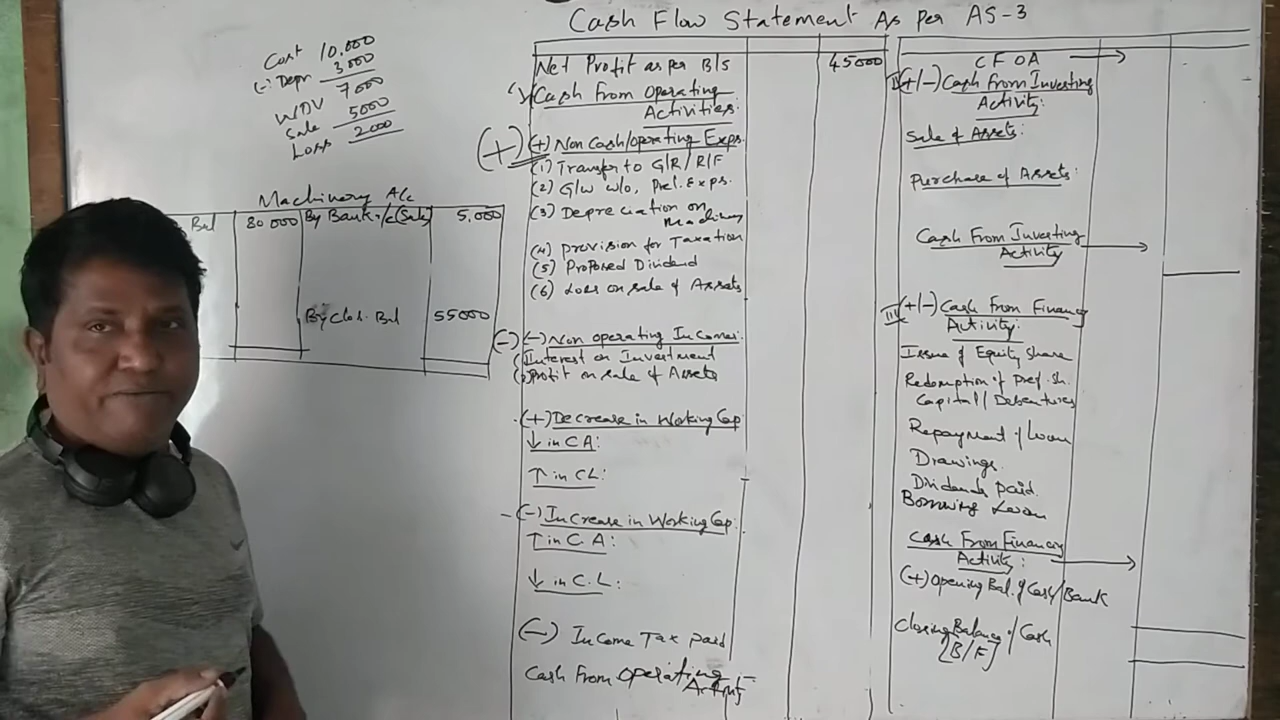 Cash Flow Statement As per AS-3
Cost 10.000
(-) Depr 3000
WDV 7000
Sale 5000
Loss 2000
Machinery A/c
Bal 80000 By Bank A/c (Sale) 5.000
By Clos. Bal 55000
Net Profit as per B/S 45000
Cash From Operating
Activities:
(+) (+) Non Cash/operating Exps.
(1) Transfer to G/R / R/F
(2) G/W w/o, Prel. Exps.
(3) Depreciation on
Machinery
(4) Provision for Taxation
(5) Proposed Dividend
(6) Loss on sale of Assets
(-) (-) Non operating Incomes:
Interest on Investment
Profit on sale of Assets
(+) Decrease in Working Cap
↓ in CA:
↑ in CL:
- (-) Increase in Working Cap.
↑ in C A:
↓ in C.L:
(-) Income Tax paid
Cash From Operating
Activity
CFOA →
II (+/-) Cash From Investing
Activity:
Sale of Assets:
Purchase of Assets:
Cash From Investing →
Activity
III (+/-) Cash From Financing
Activity:
Issue of Equity Share
Redemption of Pref. Sh.
Capital / Debentures
Repayment of Loan
Drawings
Dividends paid.
Borrowing Loan
Cash From Financing
Activity: →
(+) Opening Bal. of Cash/Bank
Closing Balance of Cash
[B/F]